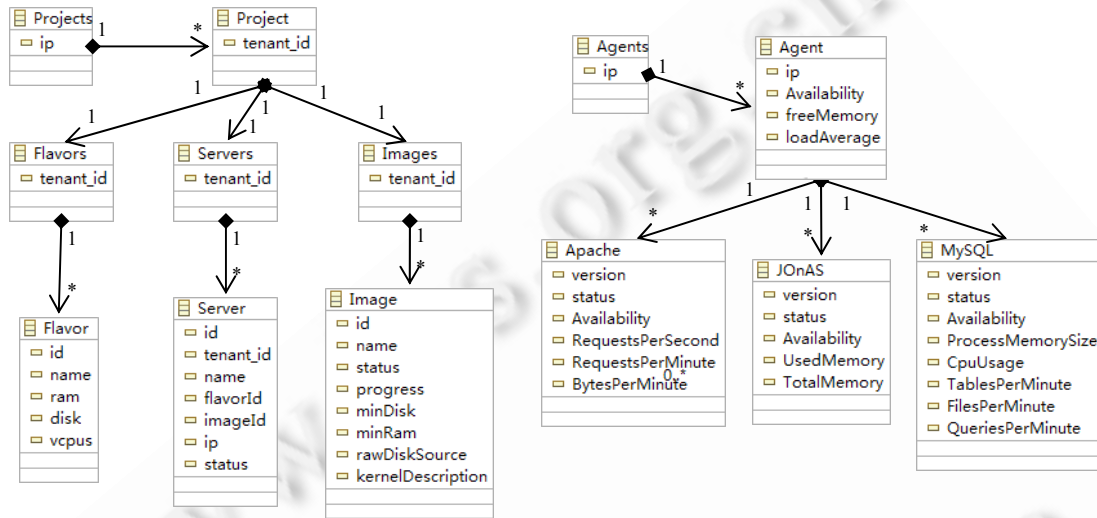 Projects
ip
1
*
Project
tenant_id
1
1
1
1
1
1
Flavors
tenant_id
Servers
tenant_id
Images
tenant_id
1
*
1
*
1
*
Flavor
id
name
ram
disk
vcpus
Server
id
tenant_id
name
flavorId
imageId
ip
status
Image
id
name
status
progress
minDisk
minRam
rawDiskSource
kernelDescription
Agents
ip
1
*
Agent
ip
Availability
freeMemory
loadAverage
1
1
1
*
*
*
Apache
version
status
Availability
RequestsPerSecond
RequestsPerMinute
0..*
BytesPerMinute
JOnAS
version
status
Availability
UsedMemory
TotalMemory
MySQL
version
status
Availability
ProcessMemorySize
CpuUsage
TablesPerMinute
FilesPerMinute
QueriesPerMinute